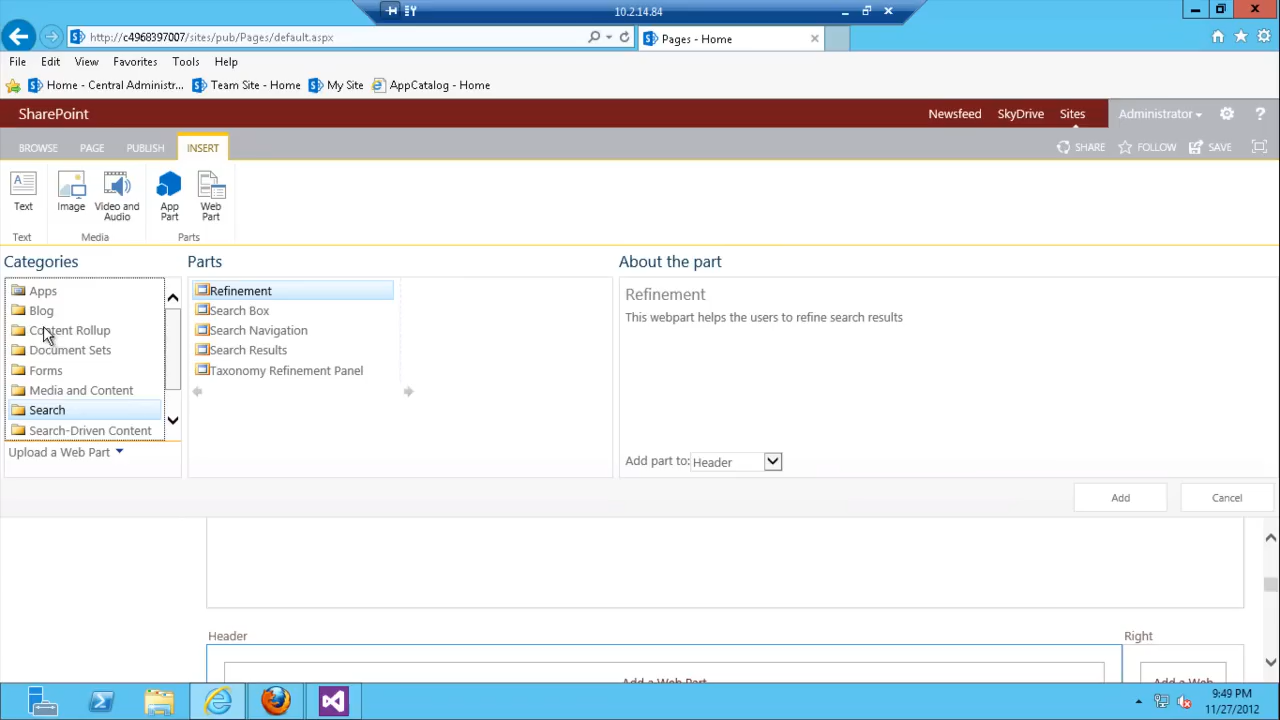 10.2.14.84
http://c4968397007/sites/pub/Pages/default.aspx
Pages - Home
File Edit View Favorites Tools Help
Home - Central Administr... Team Site - Home My Site AppCatalog - Home
SharePoint
Newsfeed SkyDrive Sites Administrator ?
BROWSE PAGE PUBLISH INSERT
SHARE FOLLOW SAVE
Text Image Video and Audio App Part Web Part
Text Media Parts
Categories
Apps
Blog
Content Rollup
Document Sets
Forms
Media and Content
Search
Search-Driven Content
Upload a Web Part
Parts
Refinement
Search Box
Search Navigation
Search Results
Taxonomy Refinement Panel
About the part
Refinement
This webpart helps the users to refine search results
Add part to: Header
Add Cancel
Header Right
Add a Web Part Add a Web
9:49 PM
11/27/2012